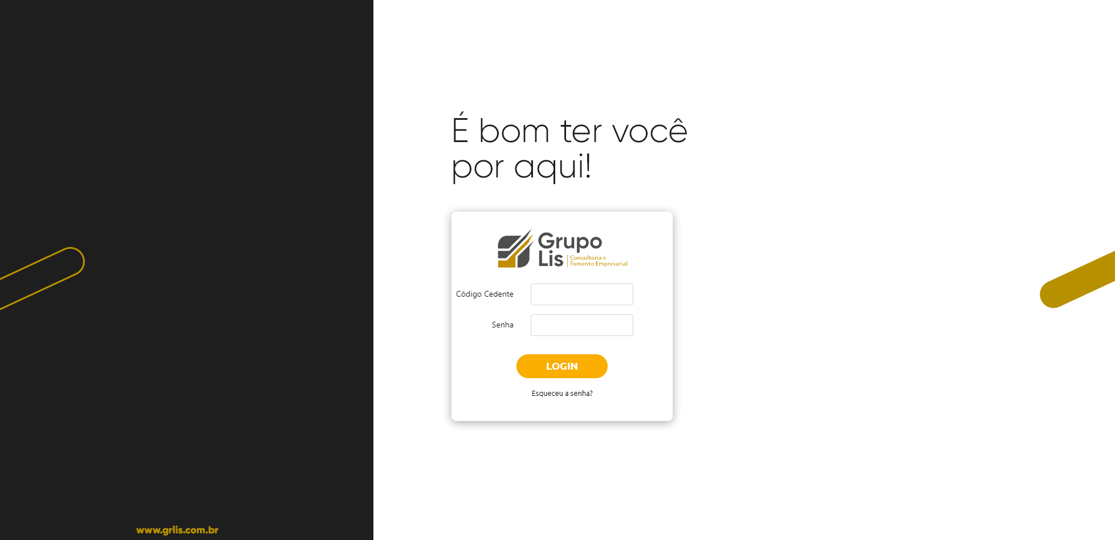 É bom ter você
por aqui!
Grupo
Lis
Consultoria e
Fomento Empresarial
Código Cedente
Senha
LOGIN
Esqueceu a senha?
www.grlis.com.br